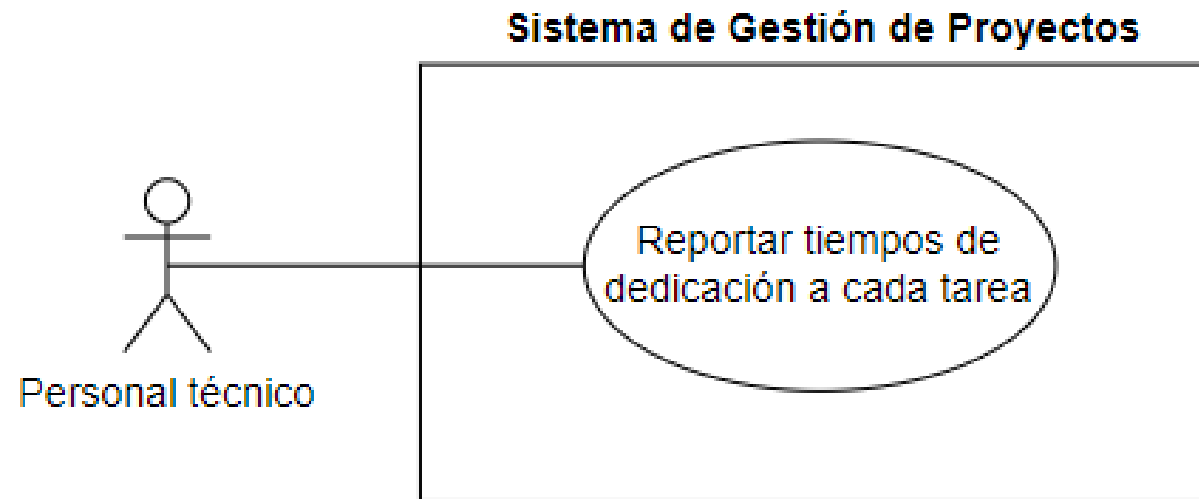 Sistema de Gestión de Proyectos
Reportar tiempos de
dedicación a cada tarea
Personal técnico